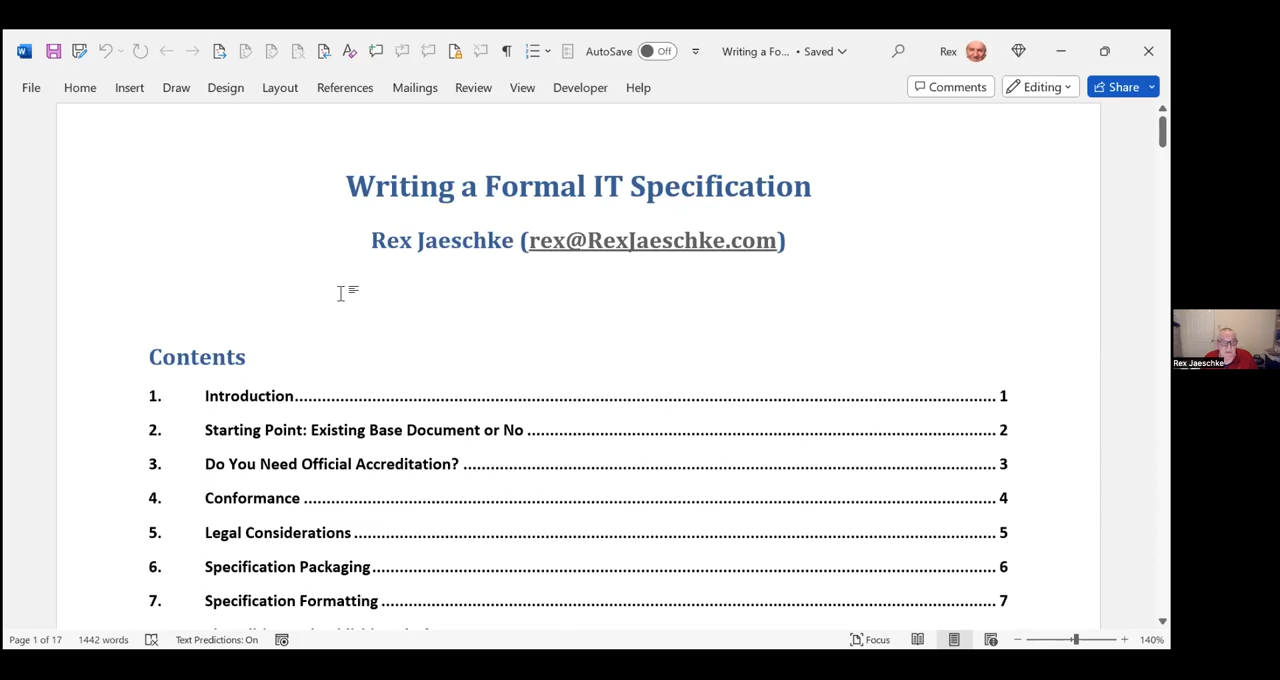 AutoSave Off Writing a Fo... • Saved Rex
File Home Insert Draw Design Layout References Mailings Review View Developer Help Comments Editing Share
Writing a Formal IT Specification
Rex Jaeschke (rex@RexJaeschke.com)
Contents
1. Introduction 1
2. Starting Point: Existing Base Document or No 2
3. Do You Need Official Accreditation? 3
4. Conformance 4
5. Legal Considerations 5
6. Specification Packaging 6
7. Specification Formatting 7
Page 1 of 17 1442 words Text Predictions: On Focus 140%
Rex Jaeschke